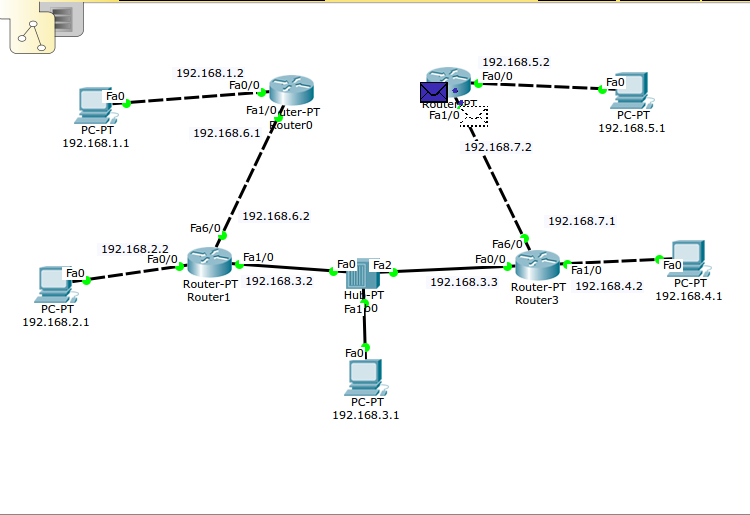 192.168.5.2
192.168.1.2
Fa0/0
Fa0/0
Fa0
Fa0
Fa1/0
Router-PT
Router0
Fa1/0
PC-PT
192.168.1.1
192.168.6.1
PC-PT
192.168.5.1
192.168.7.2
192.168.6.2
192.168.7.1
Fa6/0
Fa6/0
192.168.2.2
Fa0/0
Fa1/0
Fa0
Fa2
Fa0/0
Fa1/0
Fa0
Fa0
192.168.3.2
192.168.3.3
192.168.4.2
Router-PT
Router1
Hub-PT
Fa1
Router-PT
Router3
PC-PT
192.168.4.1
PC-PT
192.168.2.1
Fa0
PC-PT
192.168.3.1